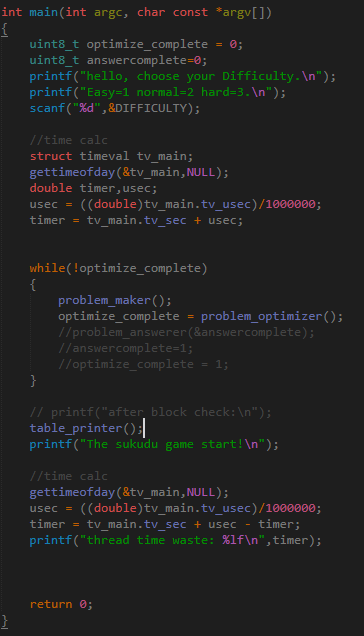 int main(int argc, char const *argv[])
{
uint8_t optimize_complete = 0;
uint8_t answercomplete=0;
printf("hello, choose your Difficulty.\n");
printf("Easy=1 normal=2 hard=3.\n");
scanf("%d",&DIFFICULTY);
//time calc
struct timeval tv_main;
gettimeofday(&tv_main,NULL);
double timer,usec;
usec = ((double)tv_main.tv_usec)/1000000;
timer = tv_main.tv_sec + usec;
while(!optimize_complete)
{
problem_maker();
optimize_complete = problem_optimizer();
//problem_answerer(&answercomplete);
//answercomplete=1;
//optimize_complete = 1;
}
// printf("after block check:\n");
table_printer();
printf("The sukudu game start!\n");
//time calc
gettimeofday(&tv_main,NULL);
usec = ((double)tv_main.tv_usec)/1000000;
timer = tv_main.tv_sec + usec - timer;
printf("thread time waste: %lf\n",timer);
return 0;
}